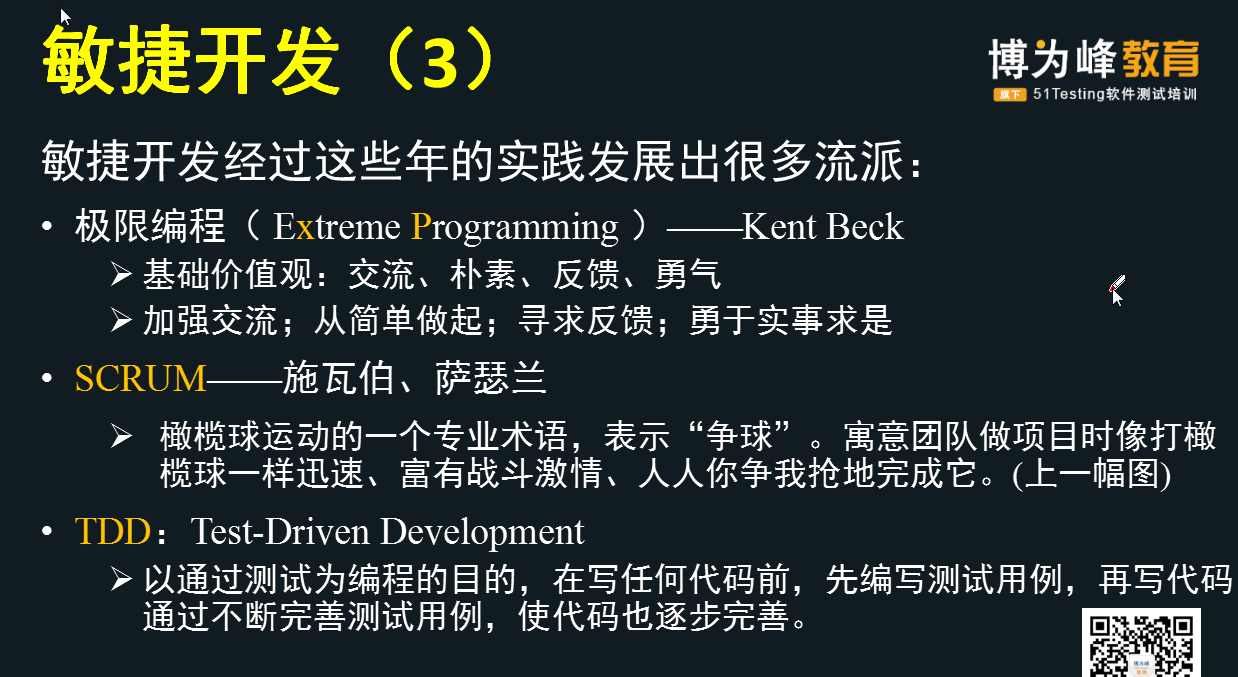 敏捷开发（3）
博为峰教育
旗下 51Testing软件测试培训
敏捷开发经过这些年的实践发展出很多流派：
• 极限编程（ Extreme Programming ）——Kent Beck
➢ 基础价值观：交流、朴素、反馈、勇气
➢ 加强交流；从简单做起；寻求反馈；勇于实事求是
• SCRUM——施瓦伯、萨瑟兰
➢ 橄榄球运动的一个专业术语，表示“争球”。寓意团队做项目时像打橄
榄球一样迅速、富有战斗激情、人人你争我抢地完成它。(上一幅图)
• TDD：Test-Driven Development
➢ 以通过测试为编程的目的，在写任何代码前，先编写测试用例，再写代码
通过不断完善测试用例，使代码也逐步完善。
博为峰